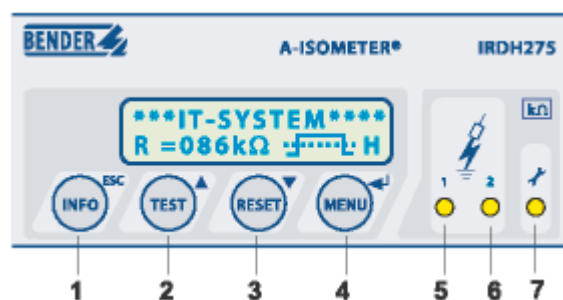 BENDER A-ISOMETER® IRDH275
***IT-SYSTEM****
R =086kΩ H
kΩ
1 2
ESC
INFO TEST RESET MENU
1 2 3 4 5 6 7